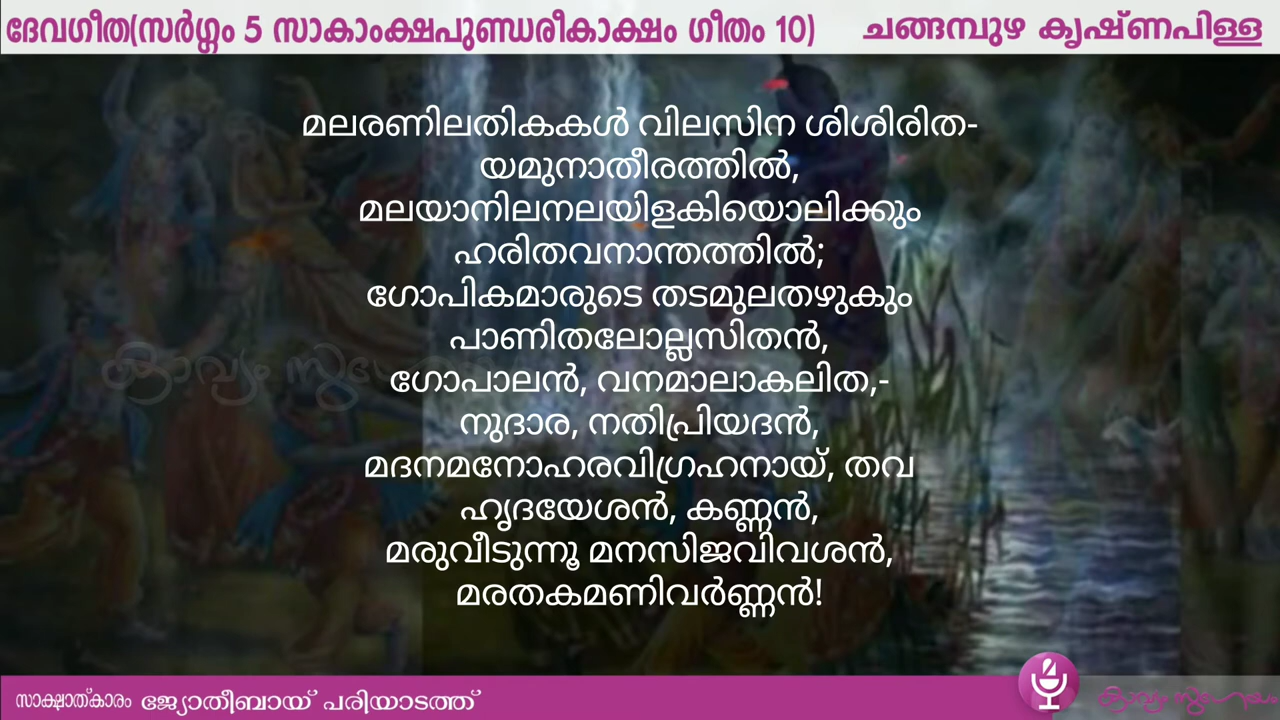 ദേവഗീത(സർഗ്ഗം 5 സാകാംക്ഷപുണ്ഡരീകാക്ഷം ഗീതം 10) ചങ്ങമ്പുഴ കൃഷ്ണപിള്ള
മലരണിലതികകൾ വിലസിന ശിശിരിത-
യമുനാതീരത്തിൽ,
മലയാനിലനലയിളകിയൊലിക്കും
ഹരിതവനാന്തത്തിൽ;
ഗോപികമാരുടെ തടമുലതഴുകും
പാണിതലോല്ലസിതൻ,
ഗോപാലൻ, വനമാലാകലിത,-
നുദാര, നതിപ്രിയദൻ,
മദനമനോഹരവിഗ്രഹനായ്, തവ
ഹൃദയേശൻ, കണ്ണൻ,
മരുവീടുന്നൂ മനസിജവിവശൻ,
മരതകമണിവർണ്ണൻ!
കാവ്യം സുഗേയം
സാക്ഷാത്കാരം ജ്യോതീബായ് പരിയാടത്ത്
കാവ്യം സുഗേയം